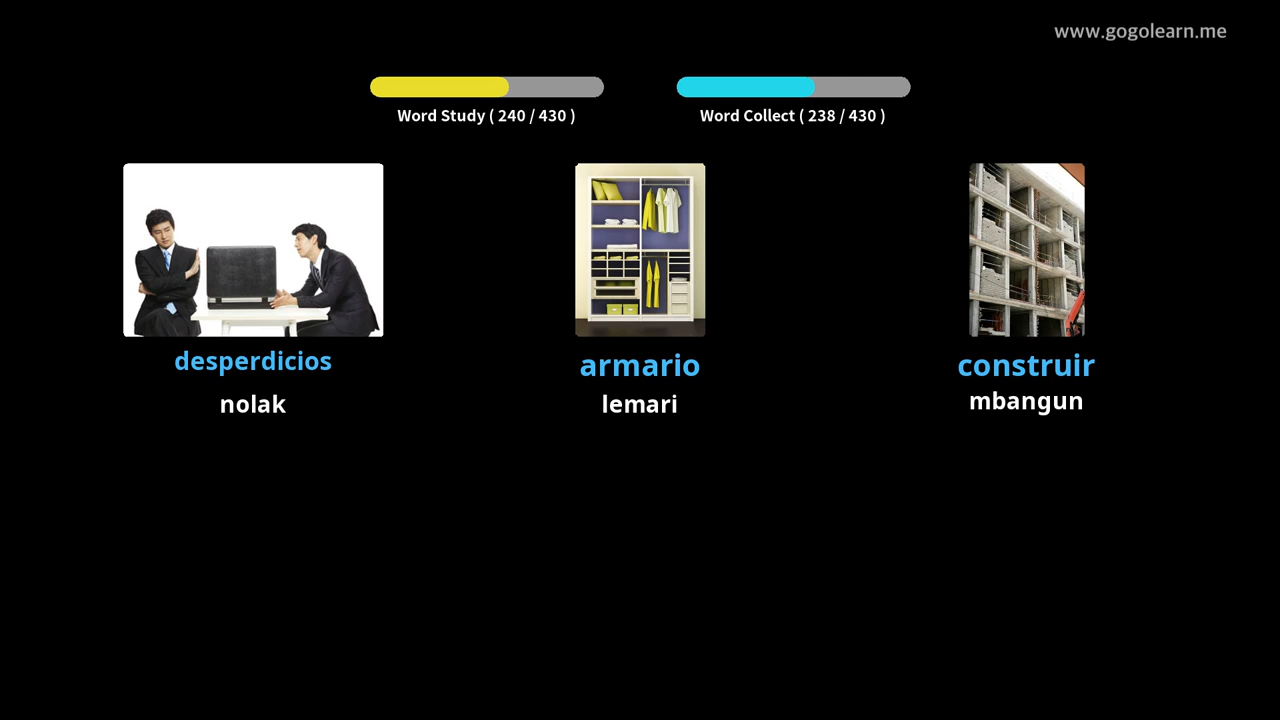 www.gogolearn.me
Word Study ( 240 / 430 )
Word Collect ( 238 / 430 )
desperdicios
armario
construir
nolak
lemari
mbangun